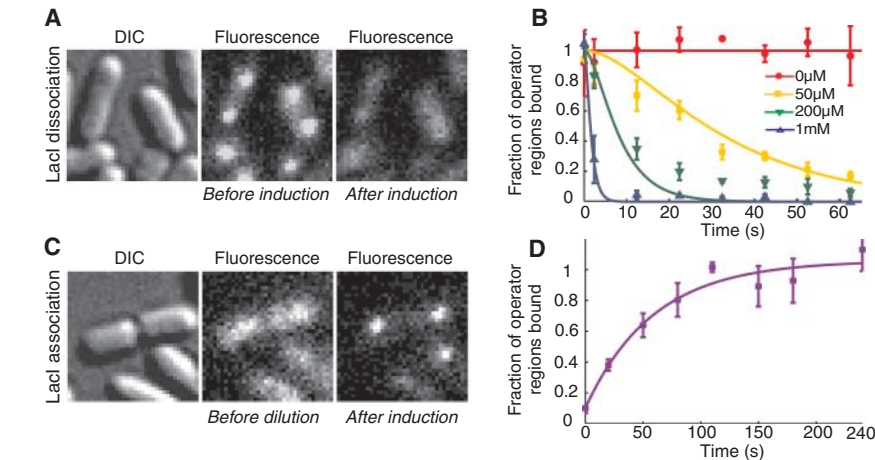 A
DIC
Fluorescence
Fluorescence
LacI dissociation
Before induction
After induction
B
Fraction of operator
regions bound
1
0.8
0.6
0.4
0.2
0
0μM
50μM
200μM
1mM
0 10 20 30 40 50 60
Time (s)
C
DIC
Fluorescence
Fluorescence
LacI association
Before dilution
After induction
D
Fraction of operator
regions bound
1
0.8
0.6
0.4
0.2
0
0 50 100 150 200 240
Time (s)